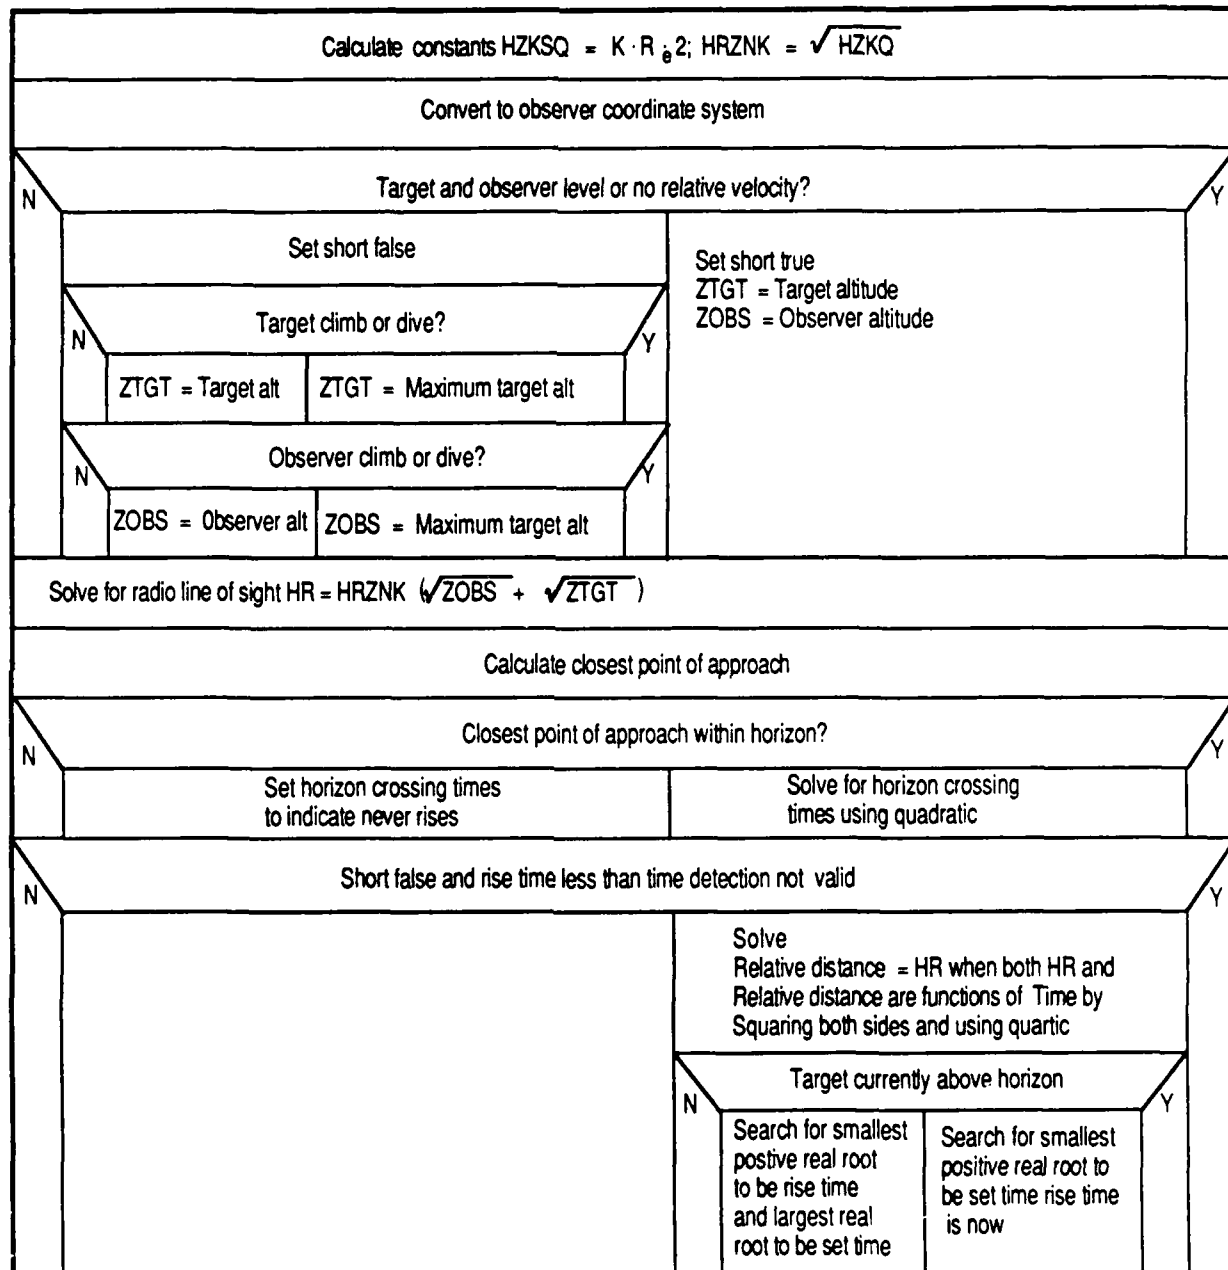 Calculate constants HZKSQ = K · R e 2; HRZNK = √HZKQ
Convert to observer coordinate system
N
Target and observer level or no relative velocity?
Y
Set short false
Set short true
ZTGT = Target altitude
ZOBS = Observer altitude
N
Target climb or dive?
Y
ZTGT = Target alt
ZTGT = Maximum target alt
N
Observer climb or dive?
Y
ZOBS = Observer alt
ZOBS = Maximum target alt
Solve for radio line of sight HR = HRZNK (√ZOBS + √ZTGT )
Calculate closest point of approach
N
Closest point of approach within horizon?
Y
Set horizon crossing times
to indicate never rises
Solve for horizon crossing
times using quadratic
N
Short false and rise time less than time detection not valid
Y
Solve
Relative distance = HR when both HR and
Relative distance are functions of Time by
Squaring both sides and using quartic
N
Target currently above horizon
Y
Search for smallest
postive real root
to be rise time
and largest real
root to be set time
Search for smallest
positive real root to
be set time rise time
is now